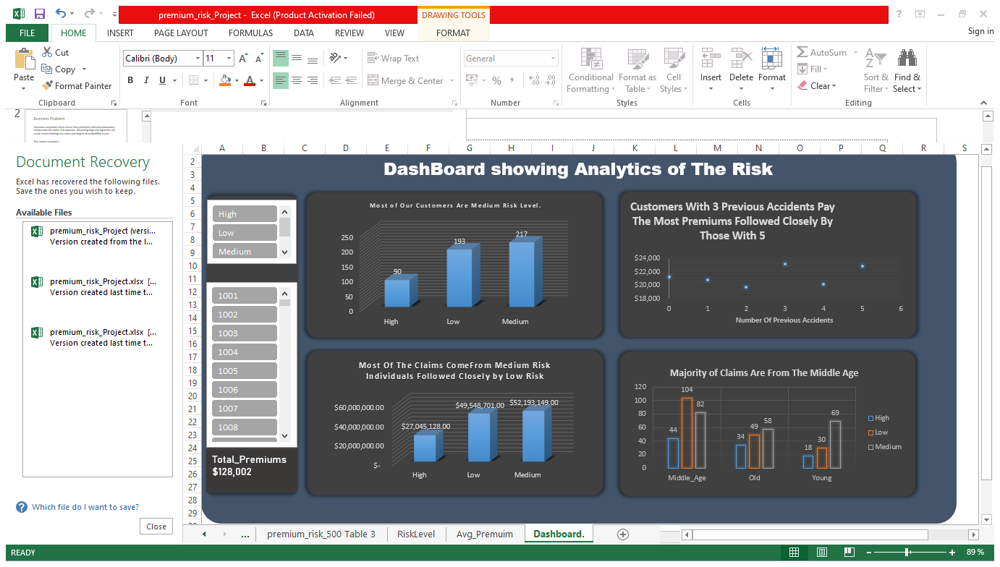 premium_risk_Project - Excel (Product Activation Failed)
DRAWING TOOLS
FILE HOME INSERT PAGE LAYOUT FORMULAS DATA REVIEW VIEW FORMAT
Sign in
Paste
Cut
Copy
Format Painter
Clipboard
Calibri (Body) 11
B I U
Font
Wrap Text
Merge & Center
Alignment
General
Number
Conditional Formatting
Format as Table
Cell Styles
Styles
Insert
Delete
Format
Cells
AutoSum
Fill
Clear
Sort & Filter
Find & Select
Editing
2
Business Problem
Document Recovery
Excel has recovered the following files.
Save the ones you wish to keep.
Available Files
premium_risk_Project (versi...
Version created from the l...
premium_risk_Project.xlsx [...
Version created last time t...
premium_risk_Project.xlsx [...
Version created last time t...
Which file do I want to save?
Close
A B C D E F G H I J K L M N O P Q R S
2
3
4
5
6
7
8
9
10
11
12
13
14
15
16
17
18
19
20
21
22
23
24
25
26
27
28
29
DashBoard showing Analytics of The Risk
High
Low
Medium
1001
1002
1003
1004
1005
1006
1007
1008
Total_Premiums
$128,002
Most of Our Customers Are Medium Risk Level.
250
200
150
100
50
0
90
193
217
High Low Medium
Customers With 3 Previous Accidents Pay
The Most Premiums Followed Closely By
Those With 5
$24,000
$22,000
$20,000
$18,000
0 1 2 3 4 5 6
Number Of Previous Accidents
Most Of The Claims ComeFrom Medium Risk
Individuals Followed Closely by Low Risk
$60,000,000.00
$40,000,000.00
$20,000,000.00
$-
$27,045,128.00
$49,548,701.00
$52,193,149.00
High Low Medium
Majority of Claims Are From The Middle Age
120
100
80
60
40
20
0
44
104
82
34
49
58
18
30
69
Middle_Age Old Young
High
Low
Medium
... premium_risk_500 Table 3 RiskLevel Avg_Premuim Dashboard.
READY
89 %